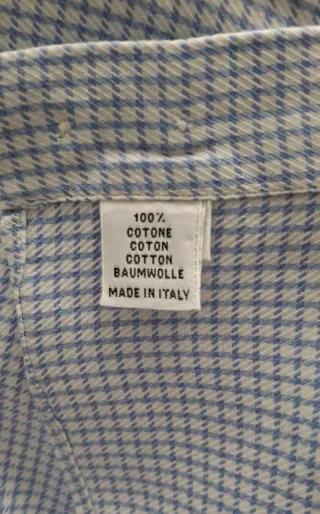 100%
COTONE
COTON
COTTON
BAUMWOLLE
MADE IN ITALY